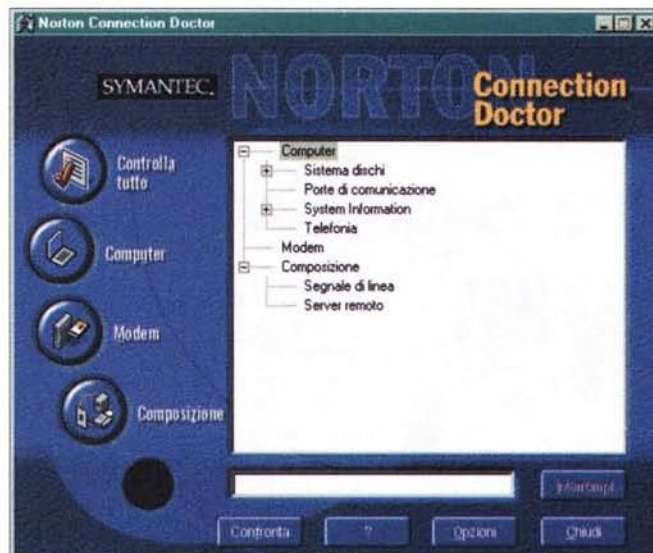 Norton Connection Doctor
SYMANTEC.
NORTON
Connection
Doctor
Controlla
tutto
Computer
Modem
Composizione
Computer
Sistema dischi
Porte di comunicazione
System Information
Telefonia
Modem
Composizione
Segnale di linea
Server remoto
Interrompi
Confronta
?
Opzioni
Chiudi